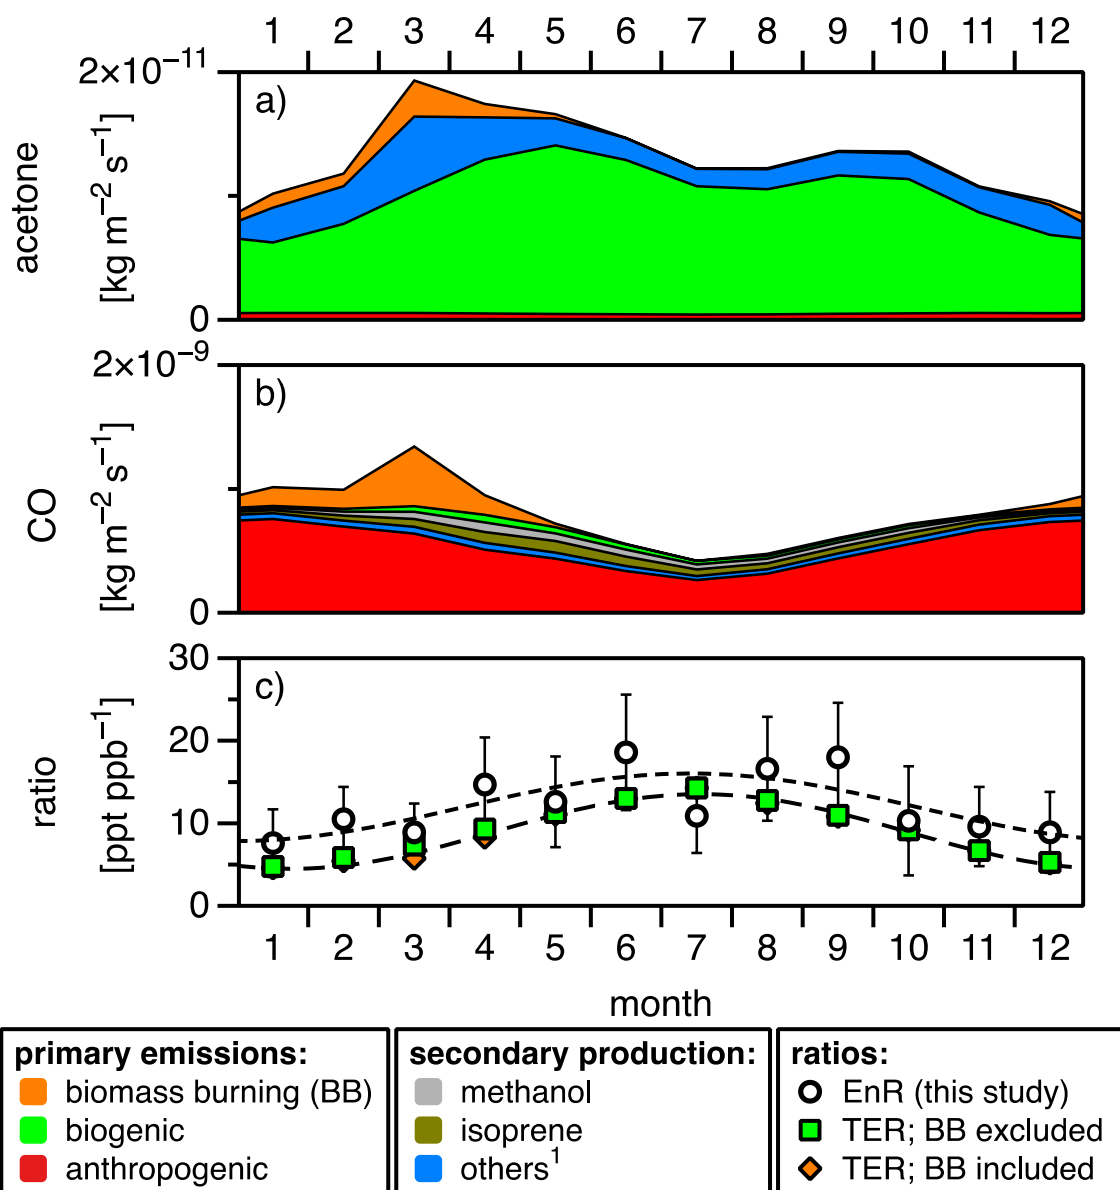 1 2 3 4 5 6 7 8 9 10 11 12
2×10⁻¹¹
a)
acetone
[kg m⁻² s⁻¹]
0
2×10⁻⁹
b)
CO
[kg m⁻² s⁻¹]
0
30
c)
20
ratio
[ppt ppb⁻¹]
10
0
1 2 3 4 5 6 7 8 9 10 11 12
month
primary emissions:
biomass burning (BB)
biogenic
anthropogenic
secondary production:
methanol
isoprene
others¹
ratios:
EnR (this study)
TER; BB excluded
TER; BB included